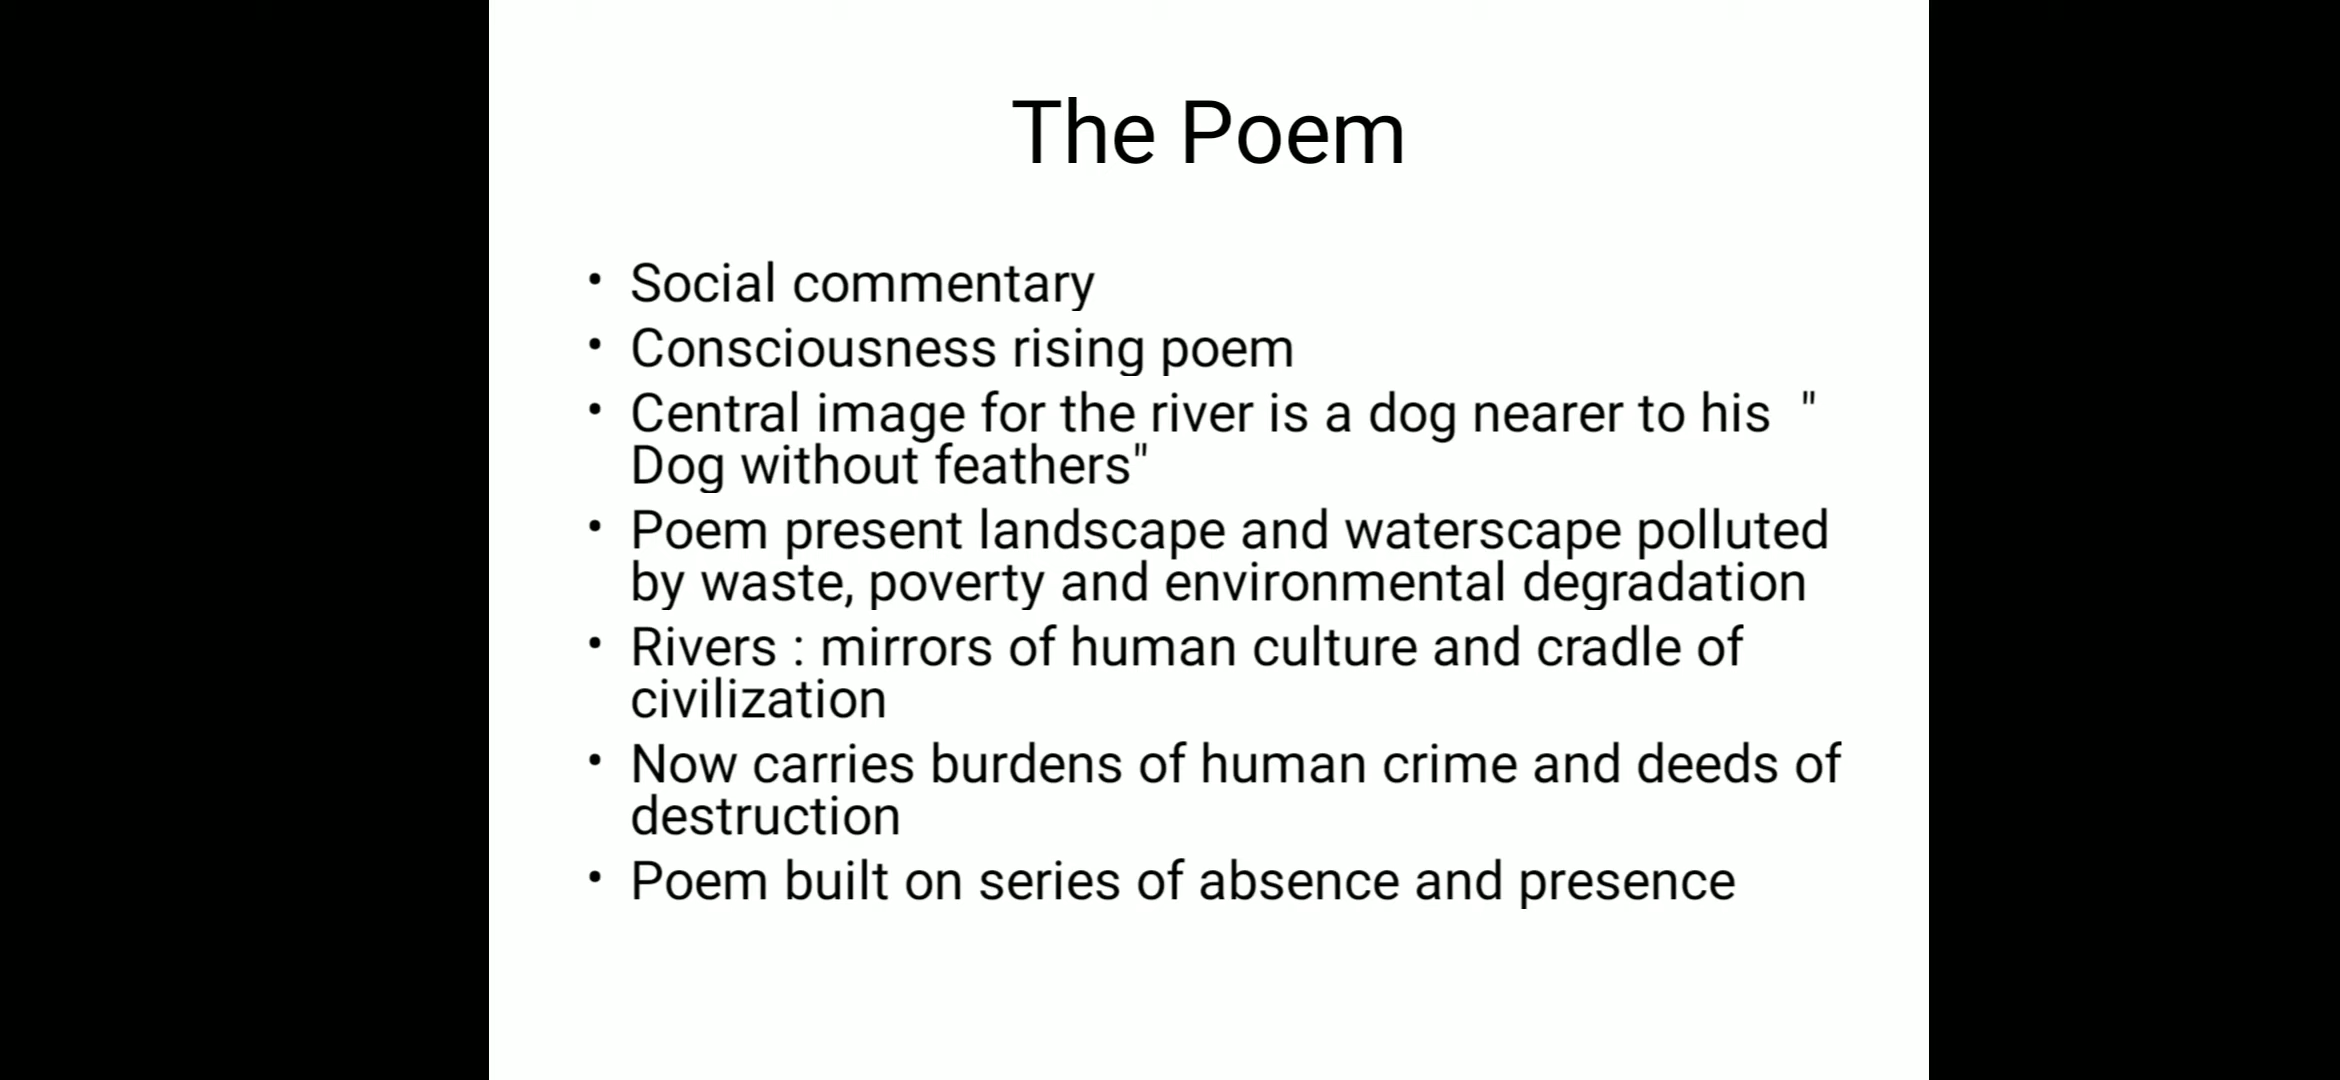 The Poem
• Social commentary
• Consciousness rising poem
• Central image for the river is a dog nearer to his "
Dog without feathers"
• Poem present landscape and waterscape polluted
by waste, poverty and environmental degradation
• Rivers : mirrors of human culture and cradle of
civilization
• Now carries burdens of human crime and deeds of
destruction
• Poem built on series of absence and presence